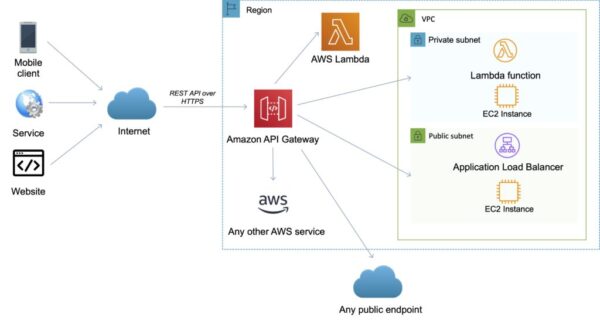 Region
VPC
Mobile
client
AWS Lambda
Private subnet
Lambda function
Service
REST API over
HTTPS
EC2 Instance
Internet
Amazon API Gateway
Public subnet
Application Load Balancer
Website
aws
EC2 Instance
Any other AWS service
Any public endpoint